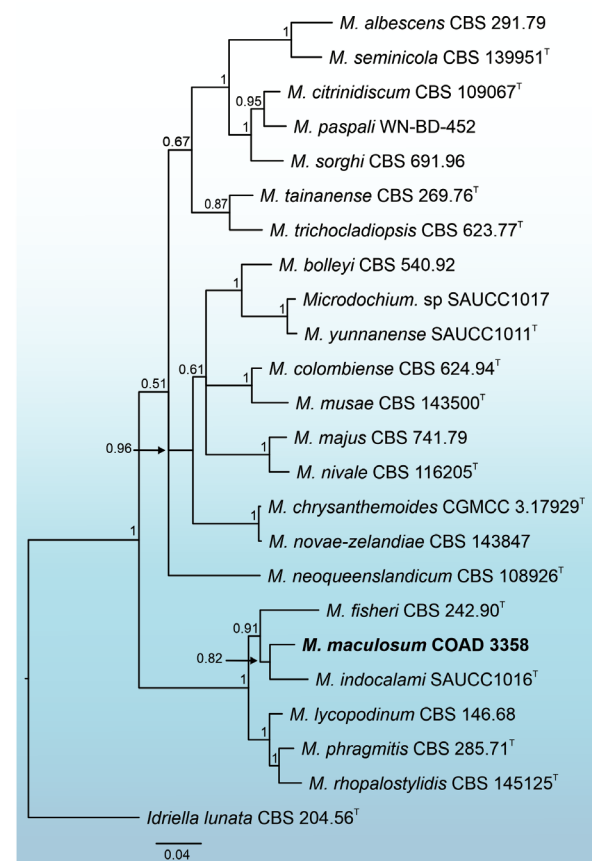 M. albescens CBS 291.79
1
M. seminicola CBS 139951ᵀ
1
M. citrinidiscum CBS 109067ᵀ
0.95
M. paspali WN-BD-452
1
M. sorghi CBS 691.96
0.67
M. tainanense CBS 269.76ᵀ
0.87
M. trichocladiopsis CBS 623.77ᵀ
M. bolleyi CBS 540.92
1
Microdochium. sp SAUCC1017
1
M. yunnanense SAUCC1011ᵀ
0.61
M. colombiense CBS 624.94ᵀ
1
0.51
M. musae CBS 143500ᵀ
M. majus CBS 741.79
0.96
1
M. nivale CBS 116205ᵀ
M. chrysanthemoides CGMCC 3.17929ᵀ
1
1
M. novae-zelandiae CBS 143847
M. neoqueenslandicum CBS 108926ᵀ
M. fisheri CBS 242.90ᵀ
0.91
M. maculosum COAD 3358
0.82
M. indocalami SAUCC1016ᵀ
1
M. lycopodinum CBS 146.68
1
M. phragmitis CBS 285.71ᵀ
1
M. rhopalostylidis CBS 145125ᵀ
Idriella lunata CBS 204.56ᵀ
0.04